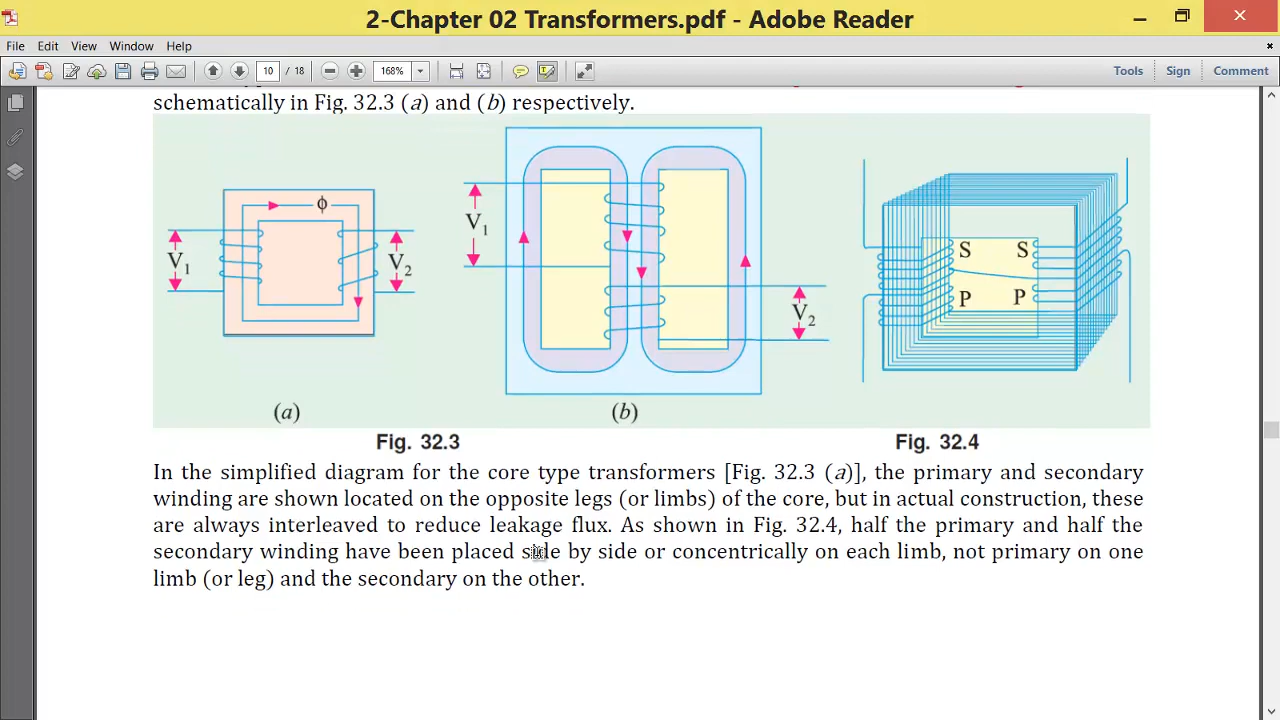 2-Chapter 02 Transformers.pdf - Adobe Reader
File Edit View Window Help
10 / 18 168% Tools Sign Comment
schematically in Fig. 32.3 (a) and (b) respectively.
ϕ
V1
V2
V1
V2
S S
P P
(a)
(b)
Fig. 32.3
Fig. 32.4
In the simplified diagram for the core type transformers [Fig. 32.3 (a)], the primary and secondary
winding are shown located on the opposite legs (or limbs) of the core, but in actual construction, these
are always interleaved to reduce leakage flux. As shown in Fig. 32.4, half the primary and half the
secondary winding have been placed side by side or concentrically on each limb, not primary on one
limb (or leg) and the secondary on the other.